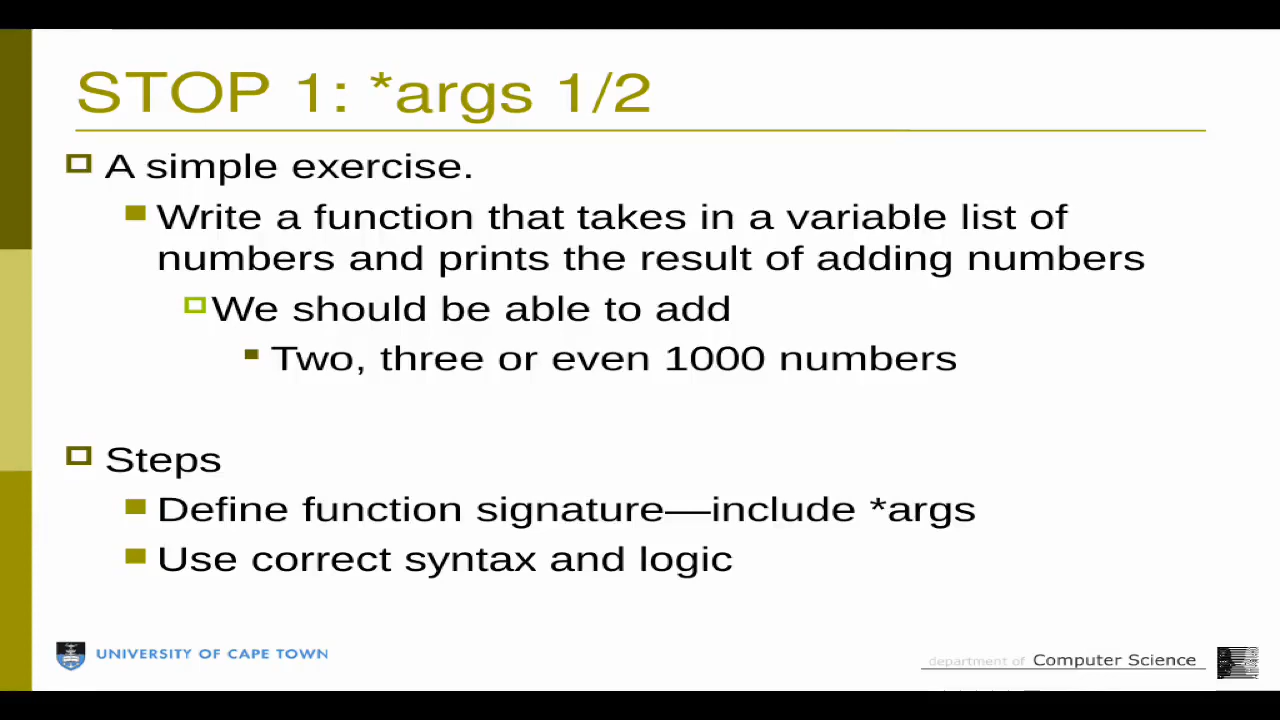 STOP 1: *args 1/2
A simple exercise.
Write a function that takes in a variable list of
numbers and prints the result of adding numbers
We should be able to add
Two, three or even 1000 numbers
Steps
Define function signature—include *args
Use correct syntax and logic
UNIVERSITY OF CAPE TOWN
department of Computer Science